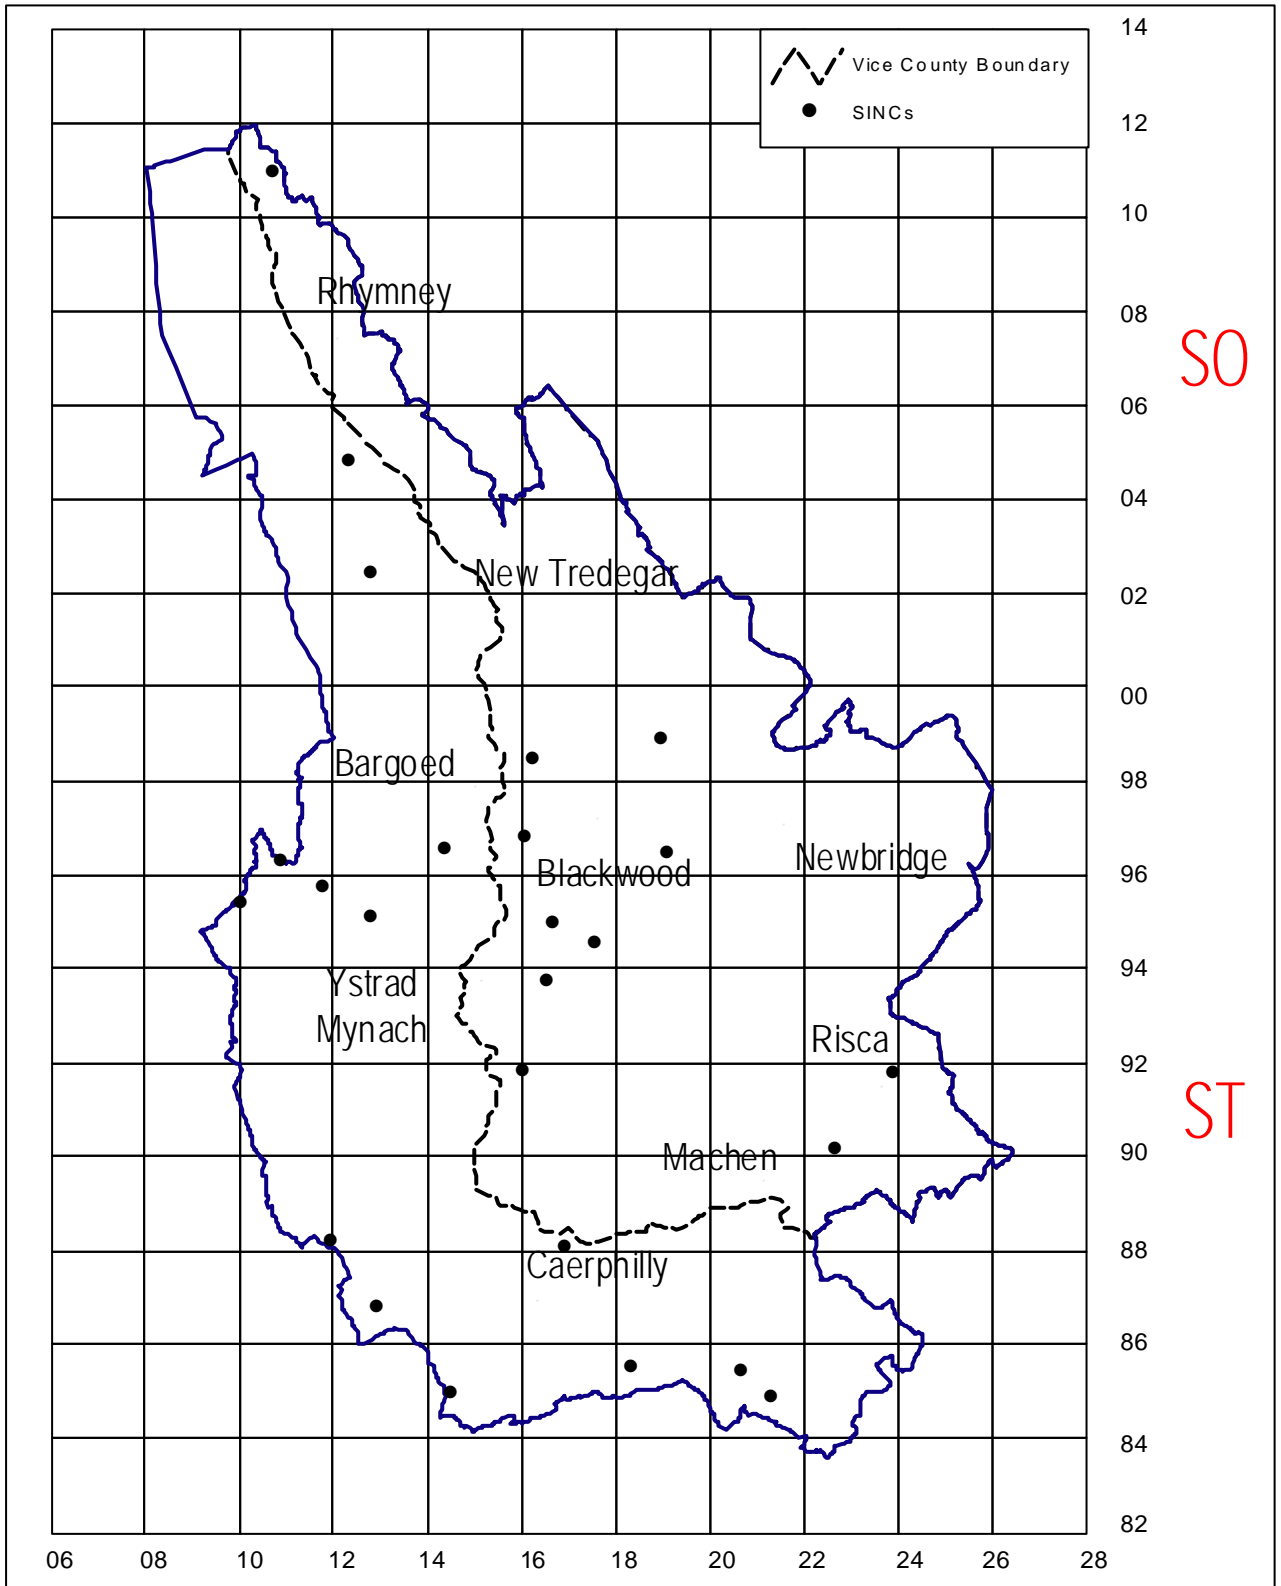 14
Vice County Boundary
SINCs
12
10
Rhymney
08
SO
06
04
New Tredegar
02
00
Bargoed
98
Newbridge
Blackwood
96
94
Ystrad
Mynach
Risca
92
ST
Machen
90
88
Caerphilly
86
84
82
06 08 10 12 14 16 18 20 22 24 26 28